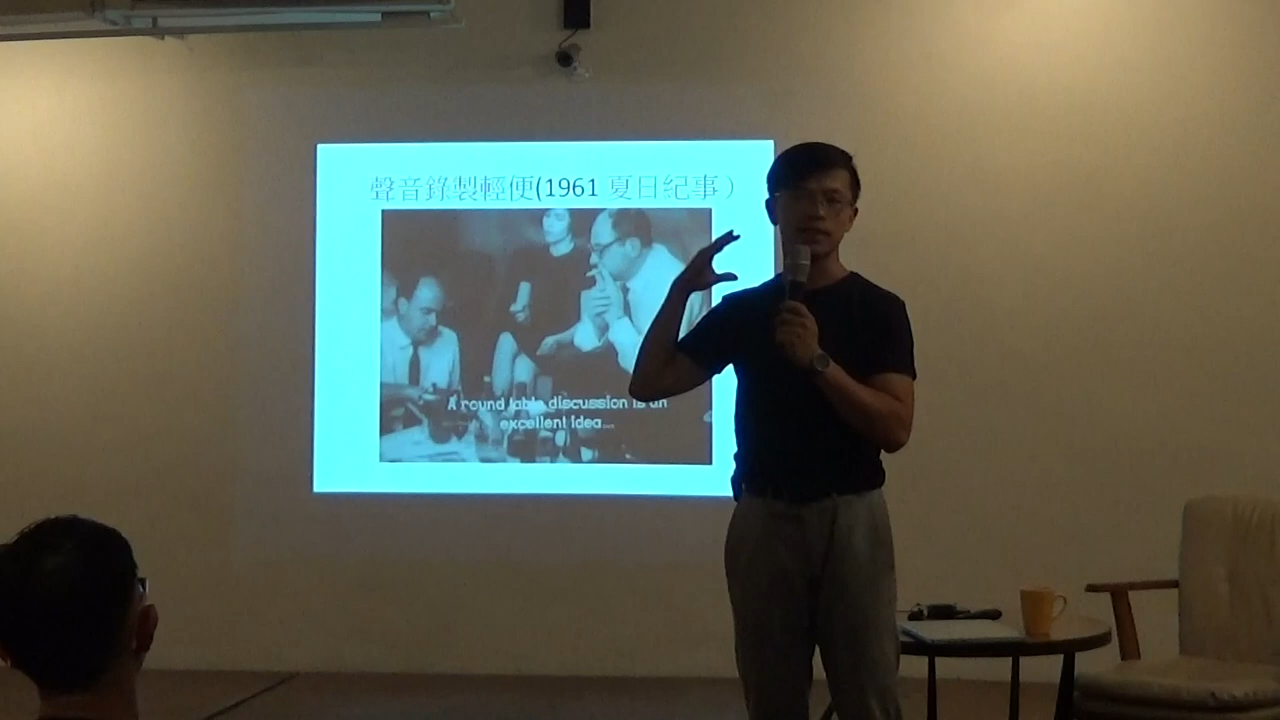 聲音錄製輕便(1961 夏日紀事)
A round table discussion is an
excellent idea...